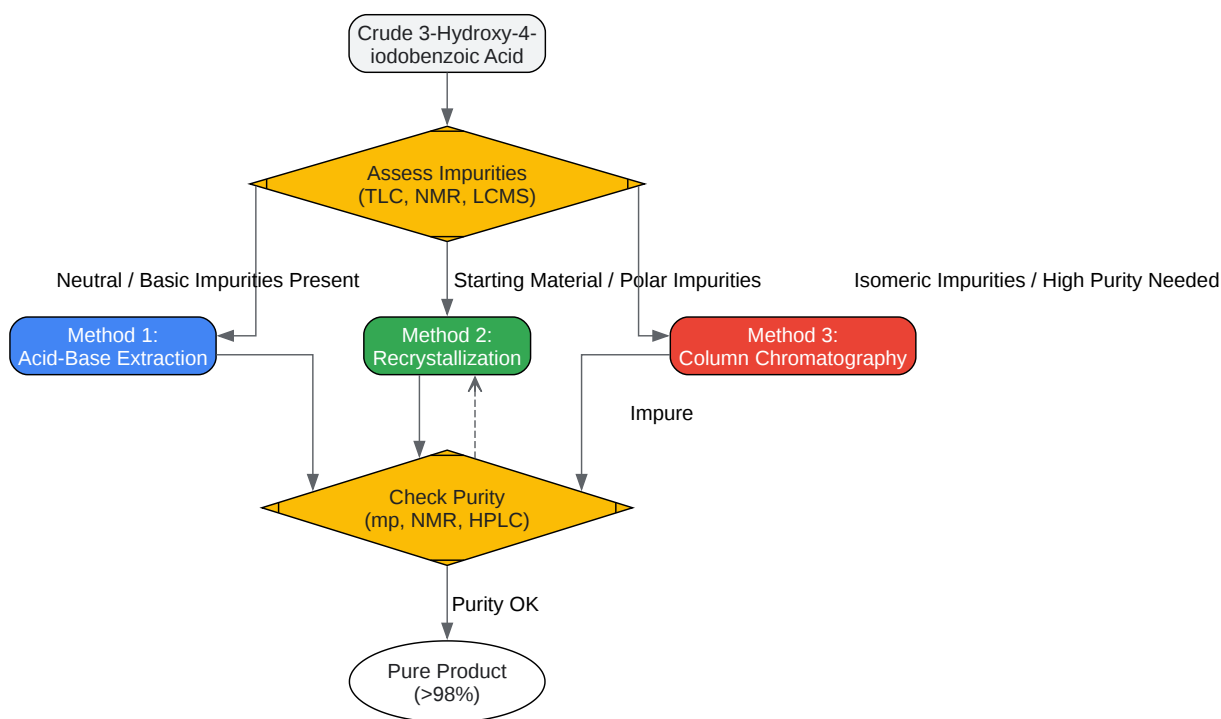 Crude 3-Hydroxy-4-
iodobenzoic Acid
Assess Impurities
(TLC, NMR, LCMS)
Neutral / Basic Impurities Present
Starting Material / Polar Impurities
Isomeric Impurities / High Purity Needed
Method 1:
Acid-Base Extraction
Method 2:
Recrystallization
Method 3:
Column Chromatography
Impure
Check Purity
(mp, NMR, HPLC)
Purity OK
Pure Product
(>98%)